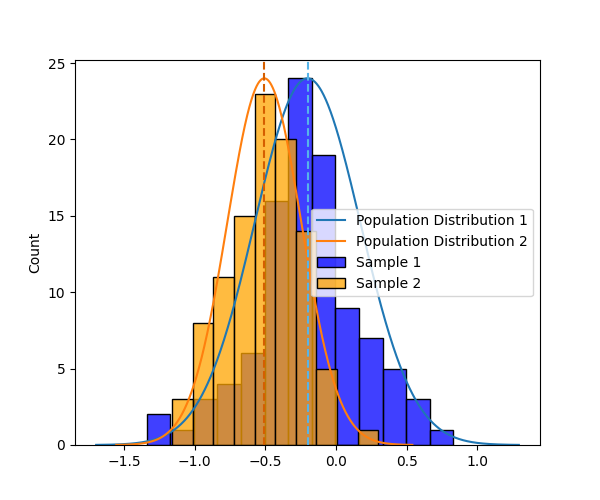 25
20
15
10
5
0
Count
Population Distribution 1
Population Distribution 2
Sample 1
Sample 2
−1.5 −1.0 −0.5 0.0 0.5 1.0